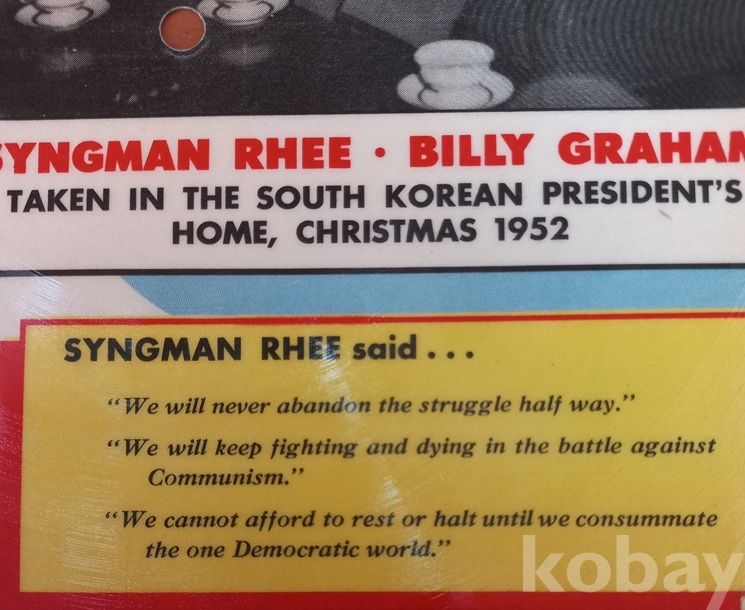 SYNGMAN RHEE · BILLY GRAHAM
TAKEN IN THE SOUTH KOREAN PRESIDENT'S
HOME, CHRISTMAS 1952
SYNGMAN RHEE said . . .
"We will never abandon the struggle half way."
"We will keep fighting and dying in the battle against
Communism."
"We cannot afford to rest or halt until we consummate
the one Democratic world."
kobay